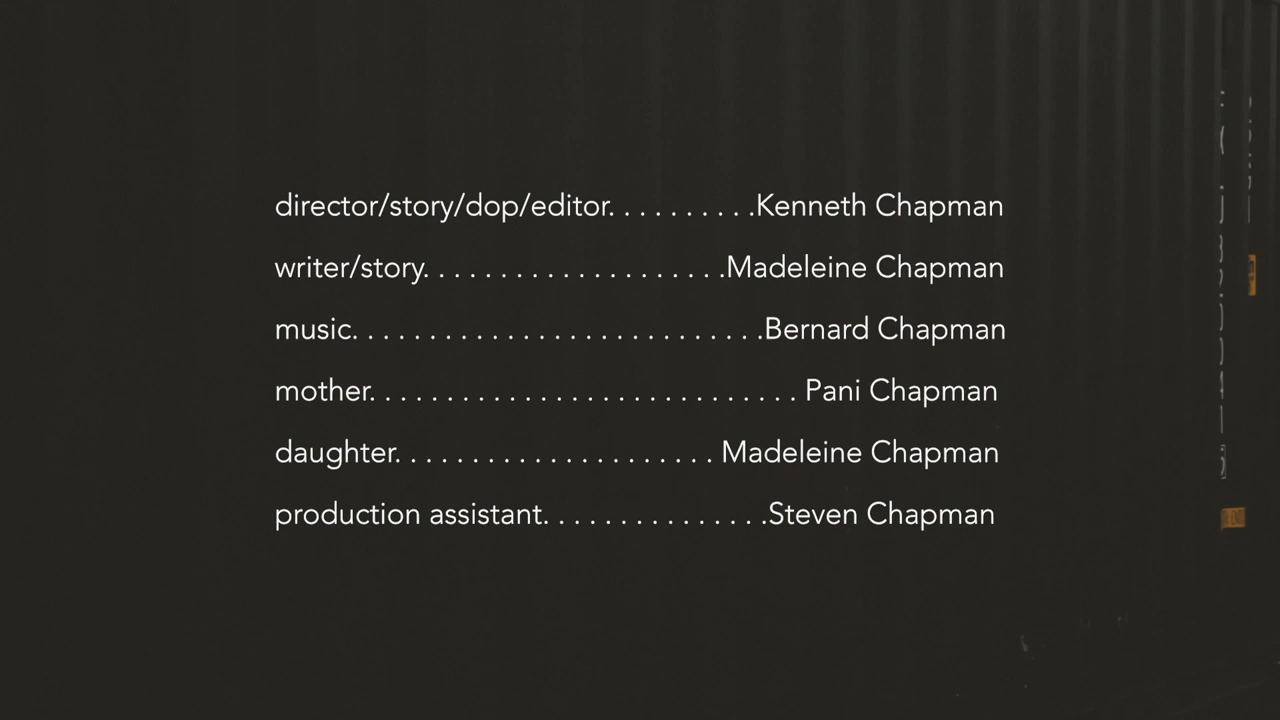 director/story/dop/editor. . . . . . . . . .Kenneth Chapman
writer/story. . . . . . . . . . . . . . . . . . . .Madeleine Chapman
music. . . . . . . . . . . . . . . . . . . . . . . . . . .Bernard Chapman
mother. . . . . . . . . . . . . . . . . . . . . . . . . . . . Pani Chapman
daughter. . . . . . . . . . . . . . . . . . . . . Madeleine Chapman
production assistant. . . . . . . . . . . . . . .Steven Chapman